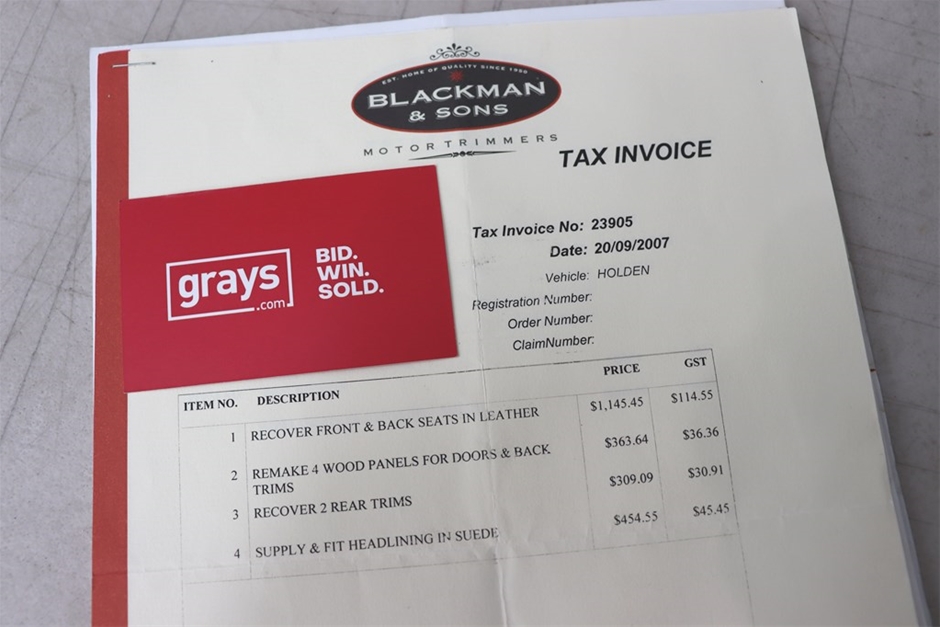 EST. HOME OF QUALITY SINCE 1990
BLACKMAN
& SONS
MOTOR TRIMMERS
TAX INVOICE
grays
.com
BID.
WIN.
SOLD.
Tax Invoice No: 23905
Date: 20/09/2007
Vehicle: HOLDEN
Registration Number:
Order Number:
ClaimNumber:
ITEM NO. DESCRIPTION PRICE GST
1 RECOVER FRONT & BACK SEATS IN LEATHER $1,145.45 $114.55
2 REMAKE 4 WOOD PANELS FOR DOORS & BACK $363.64 $36.36
TRIMS
3 RECOVER 2 REAR TRIMS $309.09 $30.91
4 SUPPLY & FIT HEADLINING IN SUEDE $454.55 $45.45